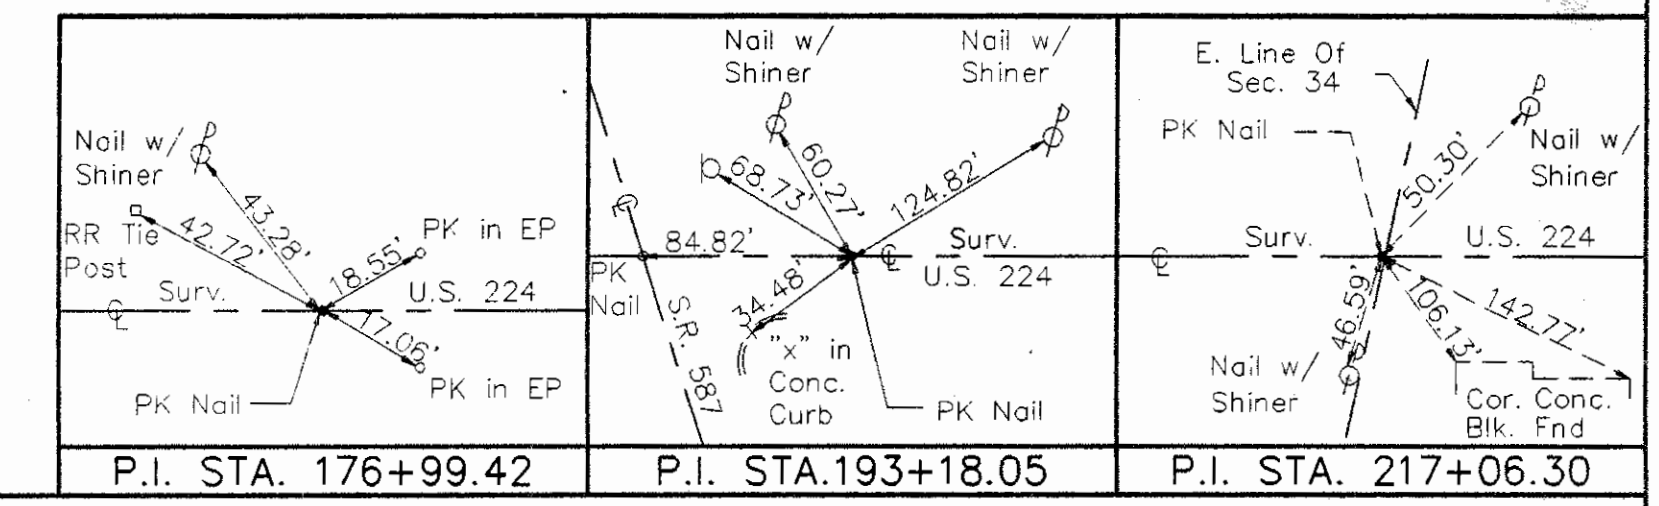 Nail w/
Shiner
RR Tie
Post
43.28'
42.72'
18.55'
PK in EP
℄ Surv.
U.S. 224
17.06'
PK in EP
PK Nail
P.I. STA. 176+99.42
Nail w/
Shiner
Nail w/
Shiner
68.73'
60.27'
124.82'
84.82'
℄ Surv.
U.S. 224
PK
Nail
S.R. 587
34.48'
"x" in
Conc.
Curb
PK Nail
P.I. STA.193+18.05
E. Line Of
Sec. 34
PK Nail
50.30'
Nail w/
Shiner
℄ Surv.
U.S. 224
46.59'
106.13'
142.77'
Nail w/
Shiner
Cor. Conc.
Blk. Fnd
P.I. STA. 217+06.30